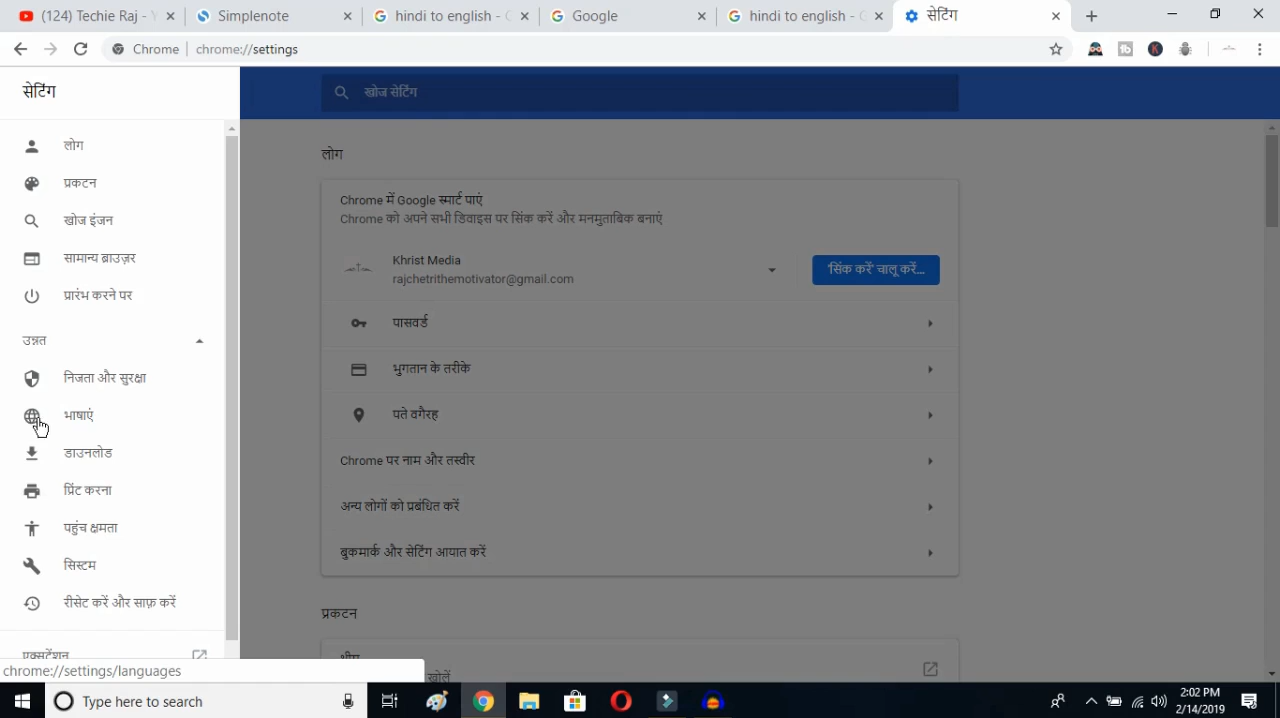 (124) Techie Raj - Y
Simplenote
hindi to english - G
Google
hindi to english - G
सेटिंग
Chrome
chrome://settings
सेटिंग
खोज सेटिंग
लोग
प्रकटन
खोज इंजन
सामान्य ब्राउज़र
प्रारंभ करने पर
उन्नत
निजता और सुरक्षा
भाषाएं
डाउनलोड
प्रिंट करना
पहुंच क्षमता
सिस्टम
रीसेट करें और साफ़ करें
एक्सटेंशन
chrome://settings/languages
लोग
Chrome में Google स्मार्ट पाएं
Chrome को अपने सभी डिवाइस पर सिंक करें और मनमुताबिक बनाएं
Khrist Media
rajchetrithemotivator@gmail.com
'सिंक करें' चालू करें...
पासवर्ड
भुगतान के तरीके
पते वगैरह
Chrome पर नाम और तस्वीर
अन्य लोगों को प्रबंधित करें
बुकमार्क और सेटिंग आयात करें
प्रकटन
थीम
खोलें
Type here to search
2:02 PM
2/14/2019